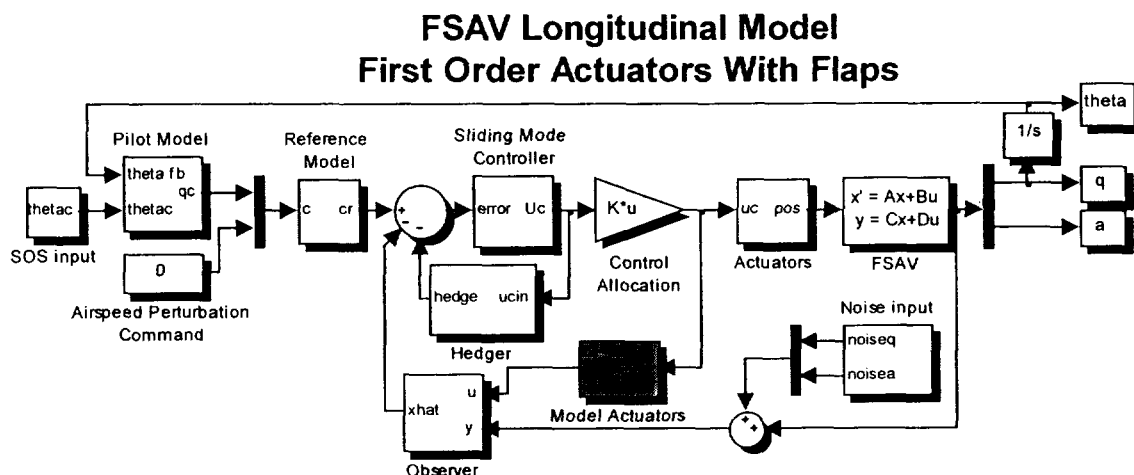 FSAV Longitudinal Model
First Order Actuators With Flaps
theta
1/s
Pilot Model
Reference
Model
Sliding Mode
Controller
theta fb
qc
thetac
thetac
SOS input
c
cr
+
-
-
error
Uc
K*u
uc
pos
x' = Ax+Bu
y = Cx+Du
q
a
Control
Allocation
Actuators
FSAV
0
Airspeed Perturbation
Command
hedge
ucin
Hedger
Noise input
noiseq
noisea
Model Actuators
xhat
u
y
Observer
+
+